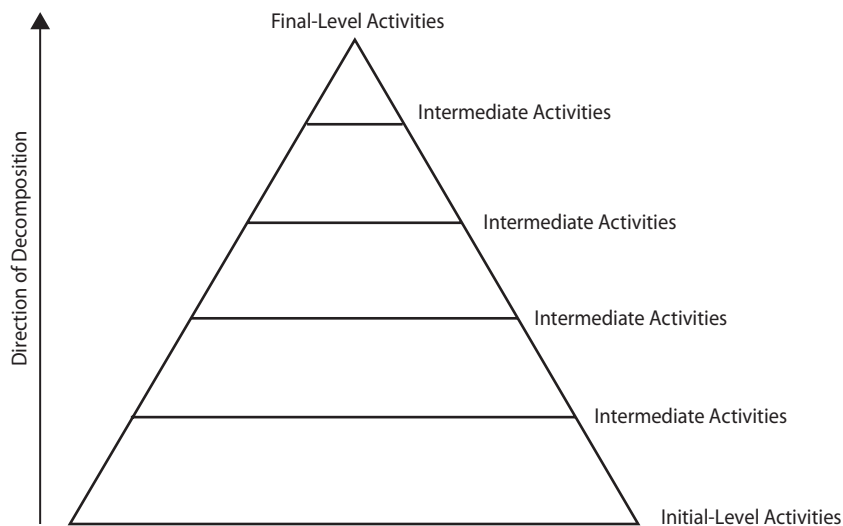 Final-Level Activities
Intermediate Activities
Intermediate Activities
Intermediate Activities
Intermediate Activities
Initial-Level Activities
Direction of Decomposition